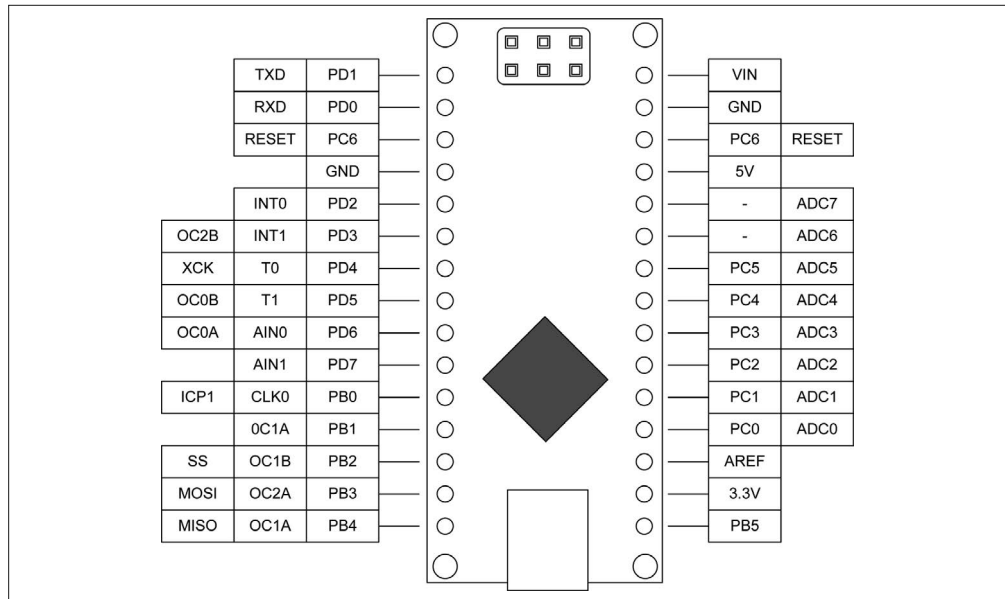 TXD PD1 VIN
RXD PD0 GND
RESET PC6 PC6 RESET
GND 5V
INT0 PD2 - ADC7
OC2B INT1 PD3 - ADC6
XCK T0 PD4 PC5 ADC5
OC0B T1 PD5 PC4 ADC4
OC0A AIN0 PD6 PC3 ADC3
AIN1 PD7 PC2 ADC2
ICP1 CLK0 PB0 PC1 ADC1
0C1A PB1 PC0 ADC0
SS OC1B PB2 AREF
MOSI OC2A PB3 3.3V
MISO OC1A PB4 PB5